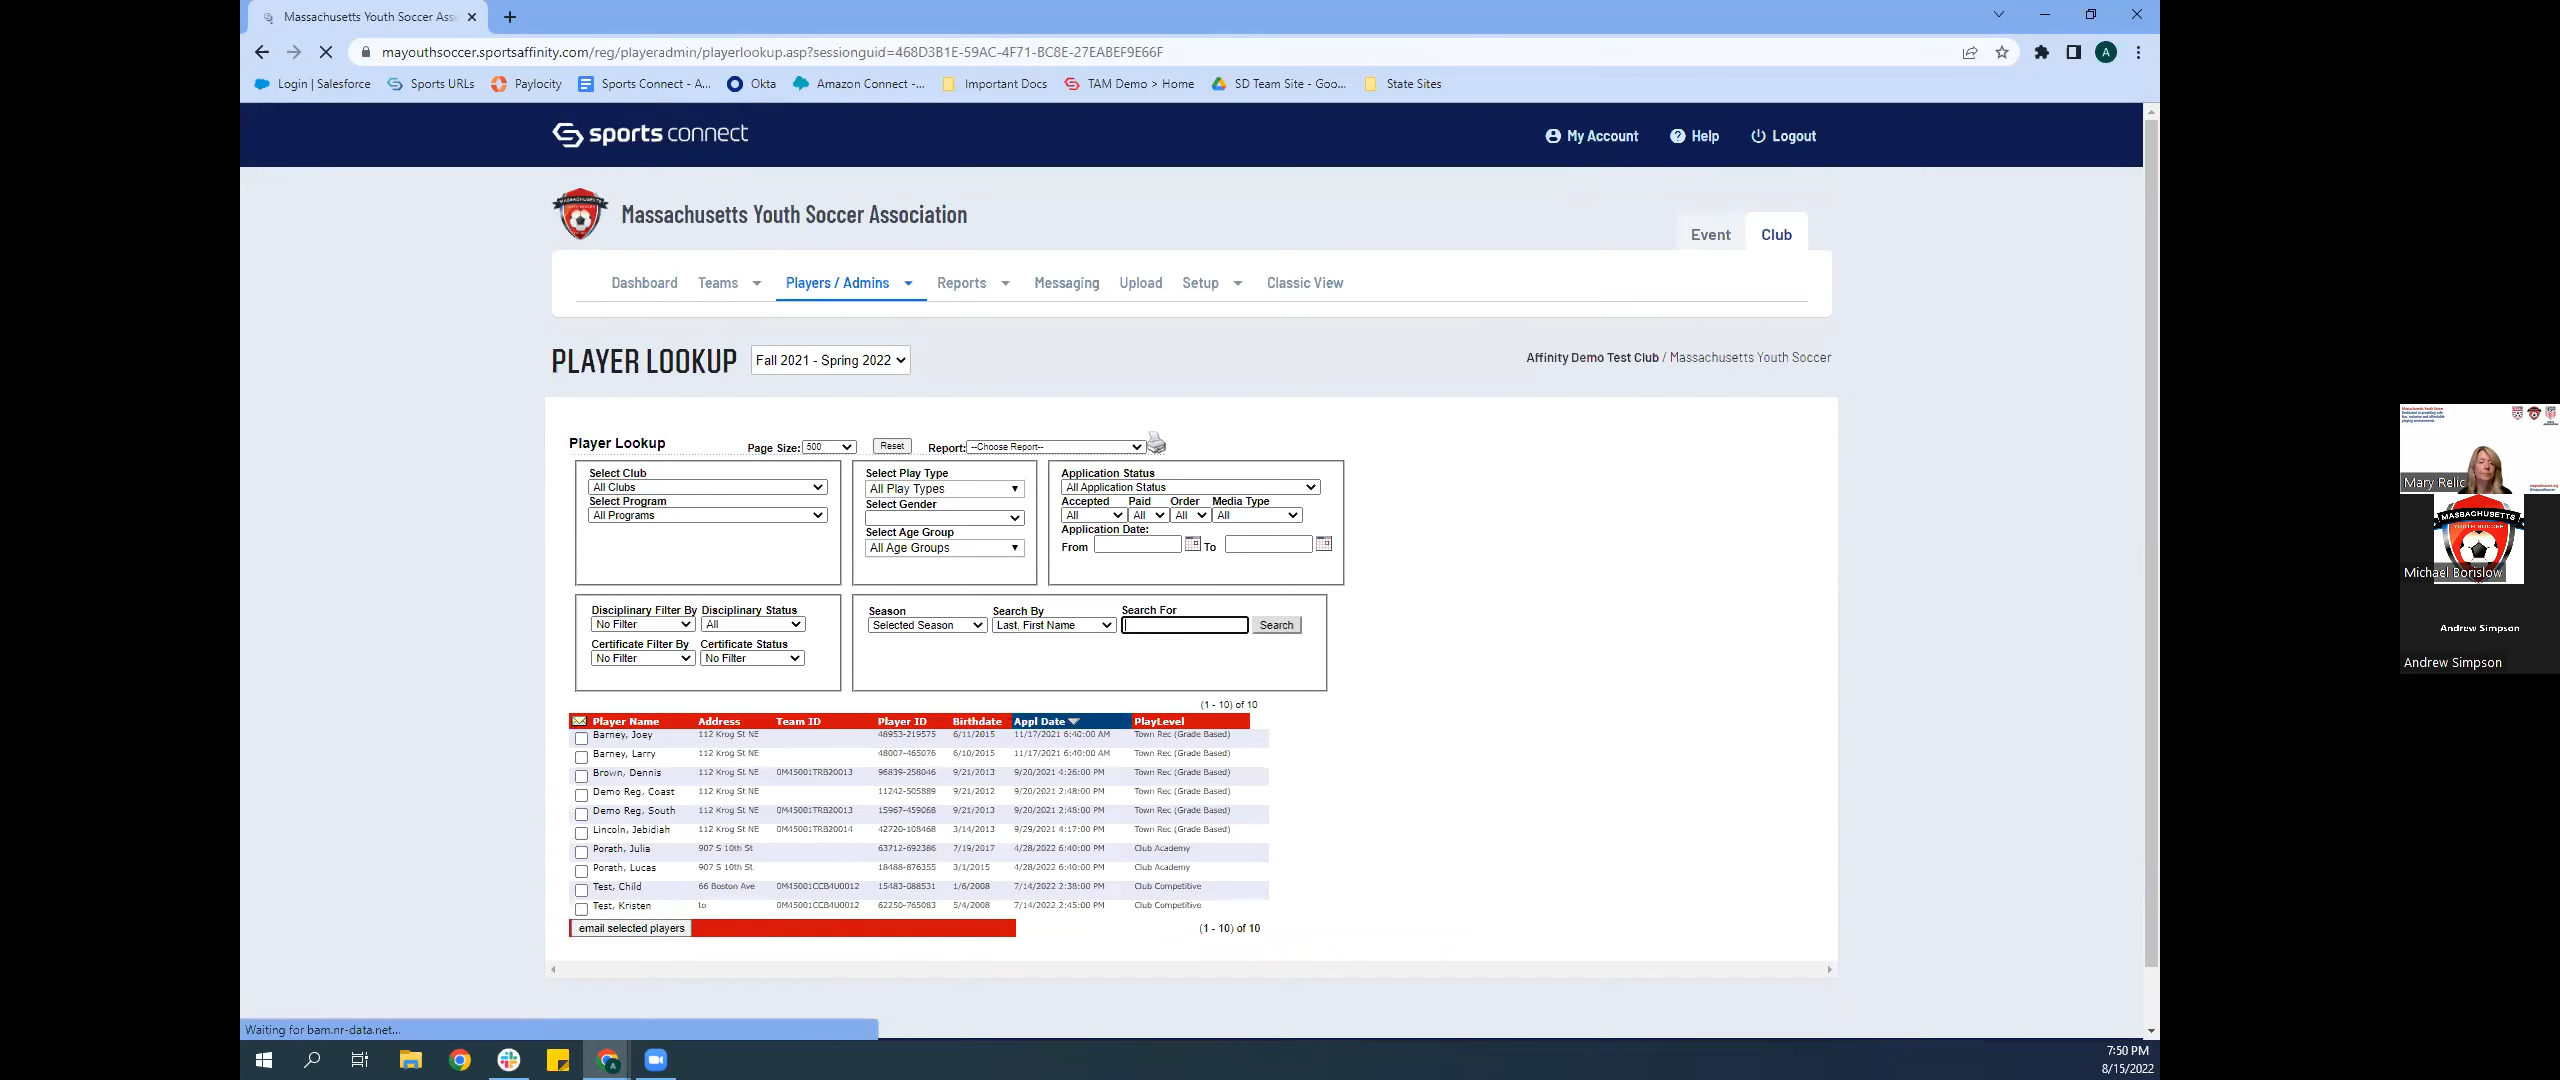 Massachusetts Youth Soccer Ass
mayouthsoccer.sportsaffinity.com/reg/playeradmin/playerlookup.asp?sessionguid=468D3B1E-59AC-4F71-BC8E-27EABEF9E66F
A
Login | Salesforce Sports URLs Paylocity Sports Connect - A... Okta Amazon Connect -... Important Docs TAM Demo > Home SD Team Site - Goo... State Sites
sports connect
My Account Help Logout
Massachusetts Youth Soccer Association
Event Club
Dashboard Teams Players / Admins Reports Messaging Upload Setup Classic View
PLAYER LOOKUP Fall 2021 - Spring 2022
Affinity Demo Test Club / Massachusetts Youth Soccer
Player Lookup Page Size: 500 Reset Report: --Choose Report--
Select Club Select Play Type Application Status
All Clubs All Play Types All Application Status
Select Program Select Gender Accepted Paid Order Media Type
All Programs All All All All
Select Age Group Application Date:
All Age Groups From To
Disciplinary Filter By Disciplinary Status Season Search By Search For
No Filter All Selected Season Last, First Name Search
Certificate Filter By Certificate Status
No Filter No Filter
(1 - 10) of 10
Player Name Address Team ID Player ID Birthdate Appl Date PlayLevel
Barney, Joey 112 Krog St NE 48953-219575 6/11/2015 11/17/2021 6:40:00 AM Town Rec (Grade Based)
Barney, Larry 112 Krog St NE 48007-465076 6/10/2015 11/17/2021 6:40:00 AM Town Rec (Grade Based)
Brown, Dennis 112 Krog St NE 0M45001TRB20013 96839-258046 9/21/2013 9/20/2021 4:26:00 PM Town Rec (Grade Based)
Demo Reg, Coast 112 Krog St NE 11242-505889 9/21/2012 9/20/2021 2:48:00 PM Town Rec (Grade Based)
Demo Reg, South 112 Krog St NE 0M45001TRB20013 15967-459068 9/21/2013 9/20/2021 2:48:00 PM Town Rec (Grade Based)
Lincoln, Jebidiah 112 Krog St NE 0M45001TRB20014 42720-108468 3/14/2013 9/29/2021 4:17:00 PM Town Rec (Grade Based)
Porath, Julia 907 S 10th St 63712-692386 7/19/2017 4/28/2022 6:40:00 PM Club Academy
Porath, Lucas 907 S 10th St 18488-876355 3/1/2015 4/28/2022 6:40:00 PM Club Academy
Test, Child 66 Boston Ave 0M45001CCB4U0012 15483-088531 1/6/2008 7/14/2022 2:38:00 PM Club Competitive
Test, Kristen to 0M45001CCB4U0012 62250-765083 5/4/2008 7/14/2022 2:45:00 PM Club Competitive
email selected players (1 - 10) of 10
Waiting for bam.nr-data.net...
7:50 PM
8/15/2022
Mary Relic
MASSACHUSETTS
YOUTH SOCCER
Michael Borislow
Andrew Simpson
Andrew Simpson